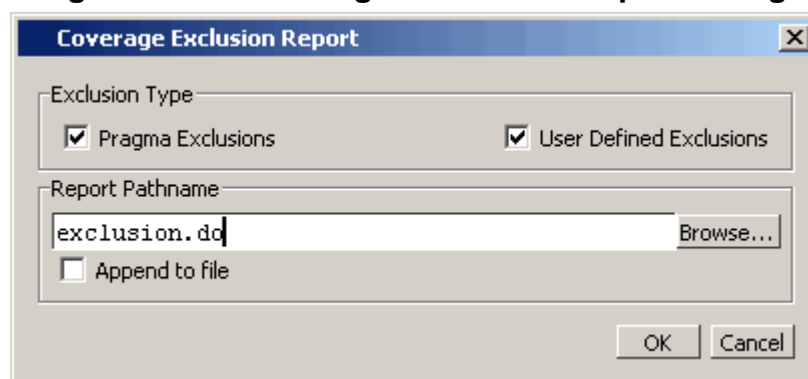 Coverage Exclusion Report
Exclusion Type
Pragma Exclusions User Defined Exclusions
Report Pathname
exclusion.do Browse...
Append to file
OK Cancel